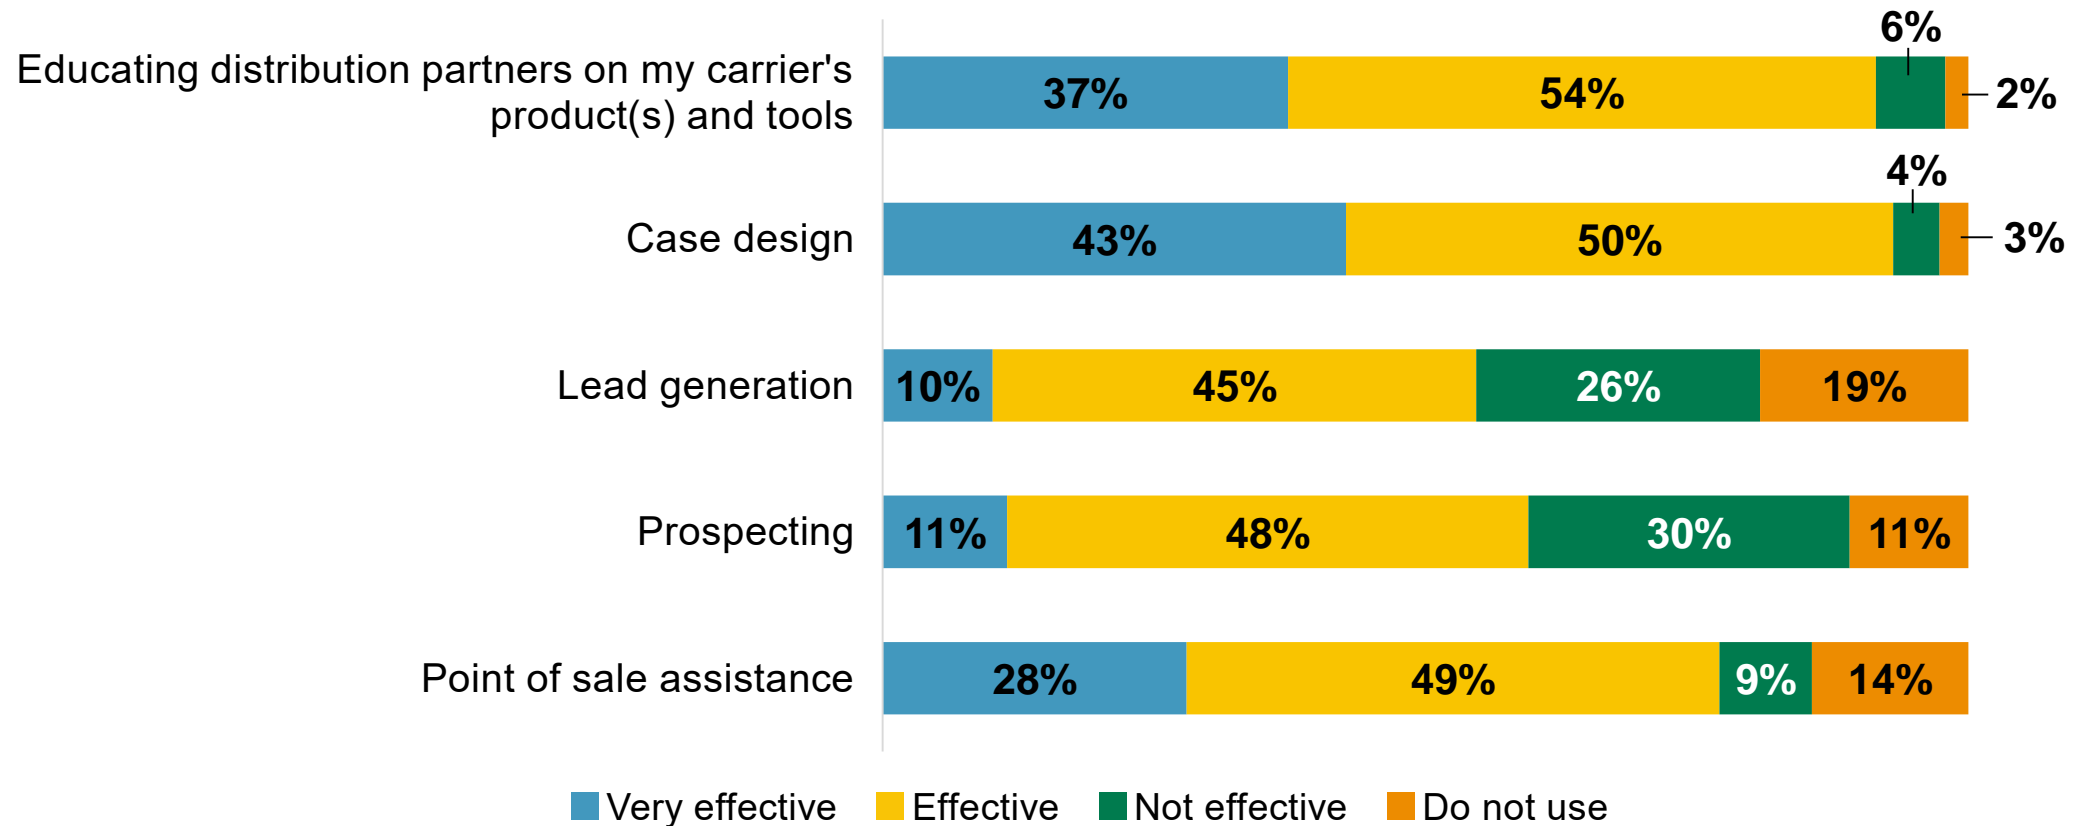 6%
Educating distribution partners on my carrier's
product(s) and tools
37% 54% 2%
4%
Case design 43% 50% 3%
Lead generation 10% 45% 26% 19%
Prospecting 11% 48% 30% 11%
Point of sale assistance 28% 49% 9% 14%
Very effective Effective Not effective Do not use